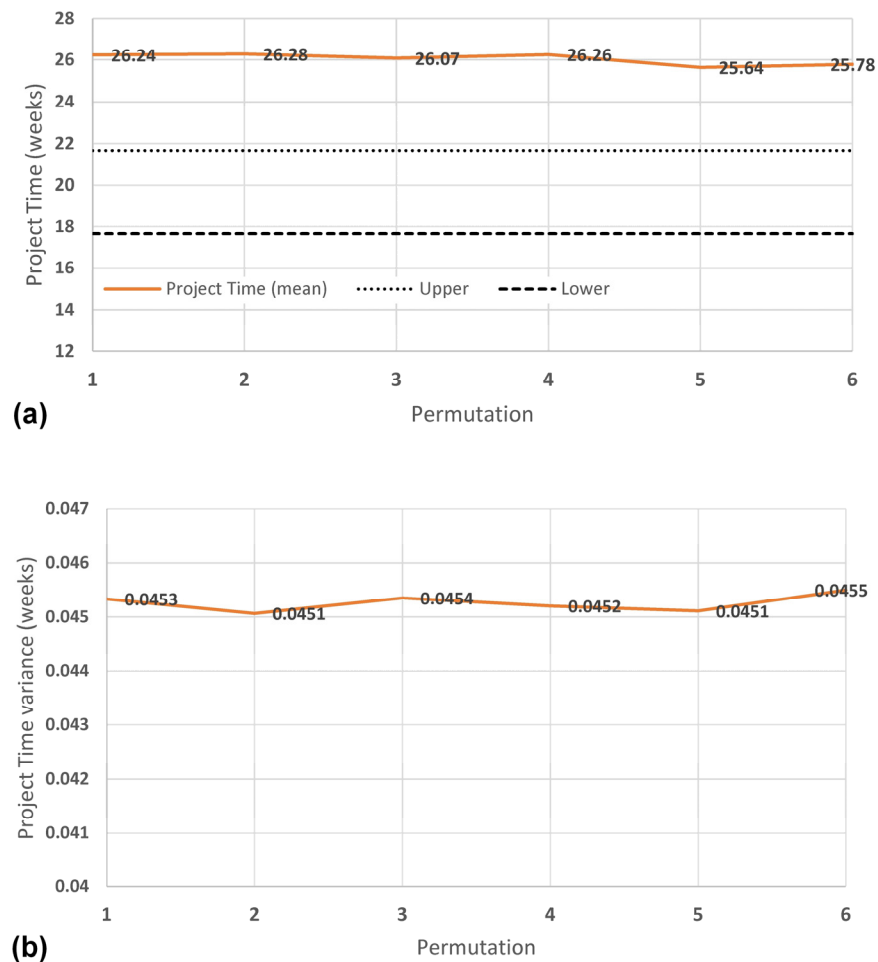 28
26
24
22
20
18
16
14
12
Project Time (weeks)
26.24 26.28 26.07 26.26 25.64 25.78
Project Time (mean) Upper Lower
1 2 3 4 5 6
(a)
Permutation
0.047
0.046
0.045
0.044
0.043
0.042
0.041
0.04
Project Time variance (weeks)
0.0453 0.0451 0.0454 0.0452 0.0451 0.0455
1 2 3 4 5 6
(b)
Permutation